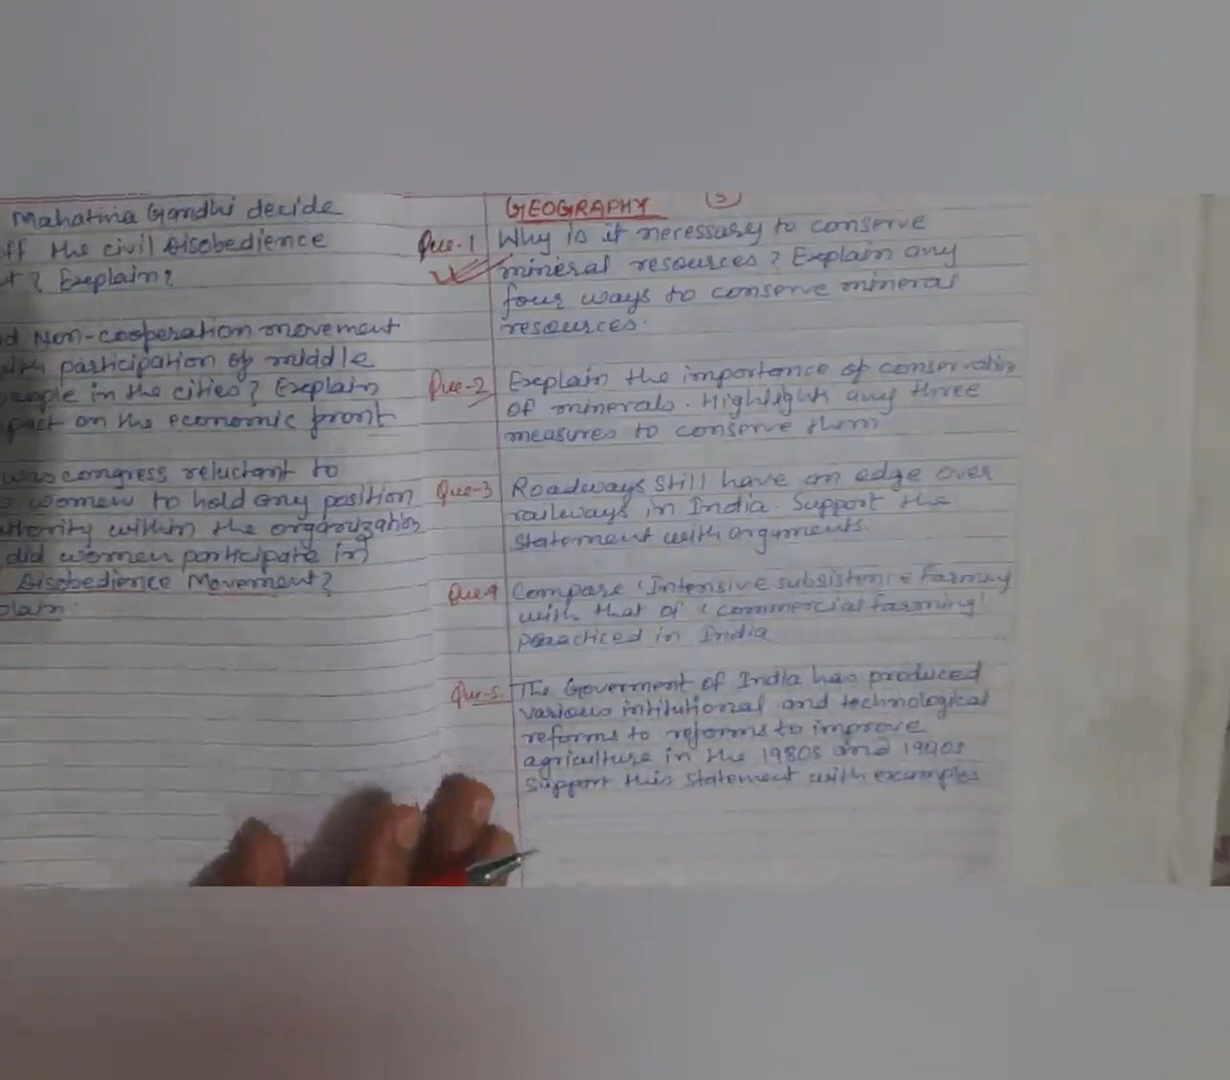 Mahatma Gandhi decide
off the civil Disobedience
t? Explain?
d Non-cooperation movement
with participation of middle
people in the cities? Explain
on the economic front
was congress reluctant to
women to hold any position
within the organization
did women participate in
Disobedience Movement?
plain.
GEOGRAPHY (5)
Que-1 Why is it necessary to conserve
mineral resources? Explain any
four ways to conserve mineral
resources.
Que-2 Explain the importance of conservation
of minerals. Highlight any three
measures to conserve them
Que-3 Roadways still have an edge over
railways in India. Support the
statement with arguments.
Que-4 Compare 'Intensive subsistence farming
with that of 'commercial farming'
practiced in India
Que-5 The Goverment of India has produced
various intitutional and technological
reforms to reforms to improve
agriculture in the 1980s and 1990s
Support this statement with examples